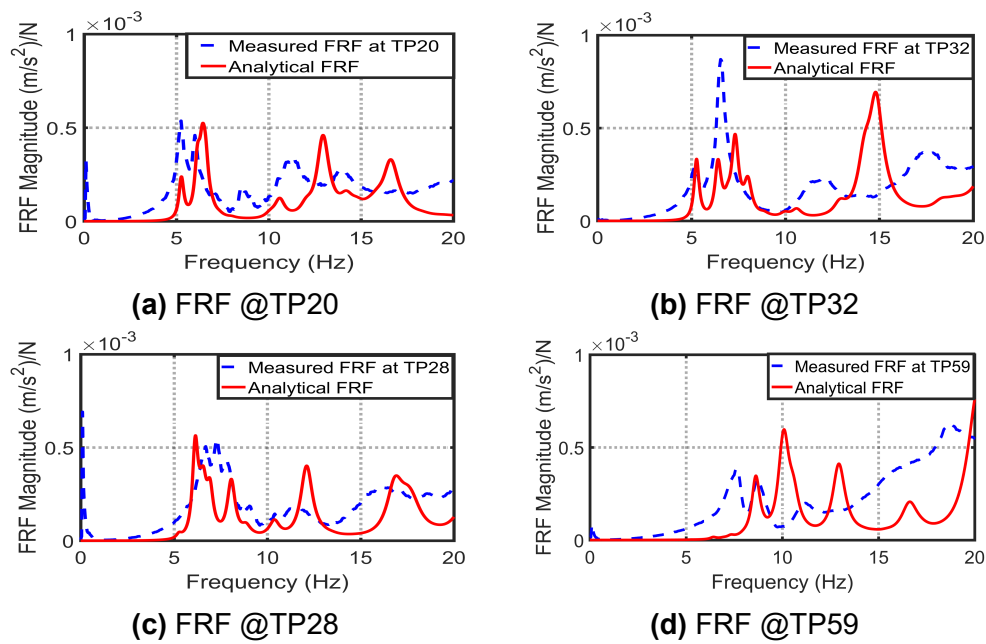 ×10⁻³
1
0.5
0
FRF Magnitude (m/s²)/N
Measured FRF at TP20
Analytical FRF
0 5 10 15 20
Frequency (Hz)
(a) FRF @TP20
×10⁻³
1
0.5
0
FRF Magnitude (m/s²)/N
Measured FRF at TP32
Analytical FRF
0 5 10 15 20
Frequency (Hz)
(b) FRF @TP32
×10⁻³
1
0.5
0
FRF Magnitude (m/s²)/N
Measured FRF at TP28
Analytical FRF
0 5 10 15 20
Frequency (Hz)
(c) FRF @TP28
×10⁻³
1
0.5
0
FRF Magnitude (m/s²)/N
Measured FRF at TP59
Analytical FRF
0 5 10 15 20
Frequency (Hz)
(d) FRF @TP59